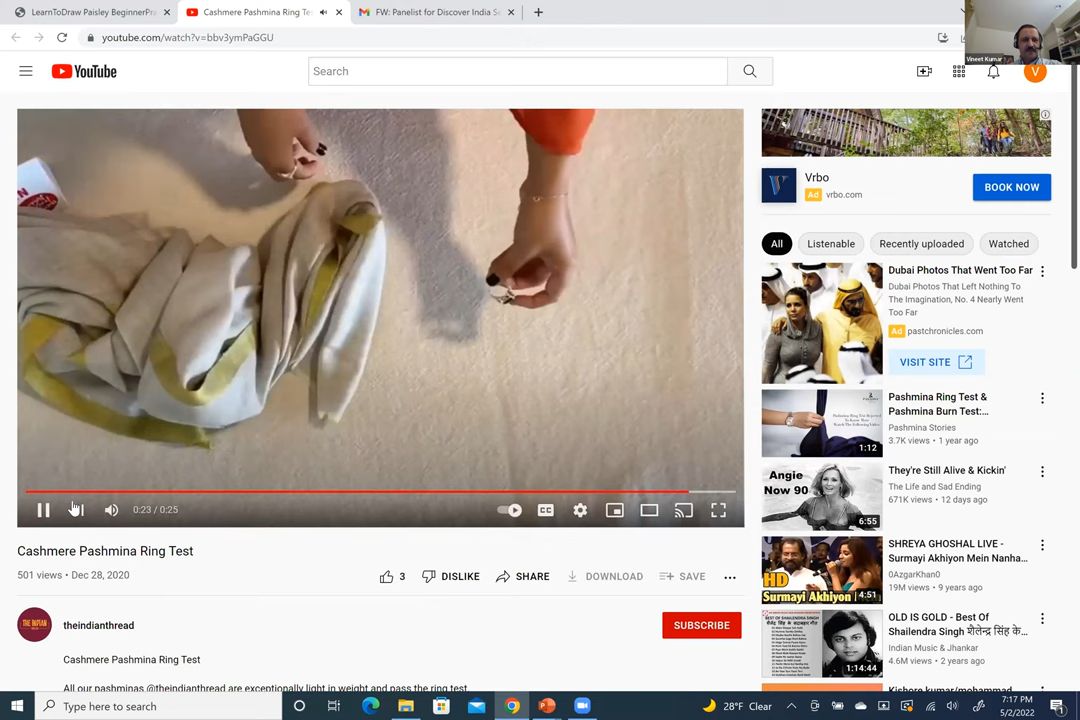 LearnToDraw Paisley BeginnerPra
Cashmere Pashmina Ring Te
FW: Panelist for Discover India Se
youtube.com/watch?v=bbv3ymPaGGU
Vineet Kumar
YouTube
Search
V
Vrbo
Ad vrbo.com
BOOK NOW
All
Listenable
Recently uploaded
Watched
Dubai Photos That Went Too Far
Dubai Photos That Left Nothing To
The Imagination, No. 4 Nearly Went
Too Far
Ad pastchronicles.com
VISIT SITE
Pashmina Ring Test &
Pashmina Burn Test:...
Pashmina Stories
3.7K views • 1 year ago
1:12
Angie
Now 90
6:55
They're Still Alive & Kickin'
The Life and Sad Ending
671K views • 12 days ago
HD
Surmayi Akhiyon
4:51
SHREYA GHOSHAL LIVE -
Surmayi Akhiyon Mein Nanha...
0AzgarKhan0
19M views • 9 years ago
1:14:44
OLD IS GOLD - Best Of
Shailendra Singh शैलेन्द्र सिंह के...
Indian Music & Jhankar
4.6M views • 2 years ago
Kishore kumar/mohammad
0:23 / 0:25
CC
Cashmere Pashmina Ring Test
501 views • Dec 28, 2020
3
DISLIKE
SHARE
DOWNLOAD
SAVE
THE INDIAN
theindianthread
SUBSCRIBE
Cashmere Pashmina Ring Test
All our pashminas @theindianthread are exceptionally light in weight and pass the ring test.
Type here to search
28°F Clear
7:17 PM
5/2/2022
1